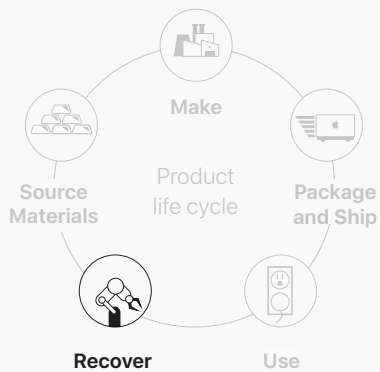 Make
Source
Materials
Product
life cycle
Package
and Ship
Recover
Use